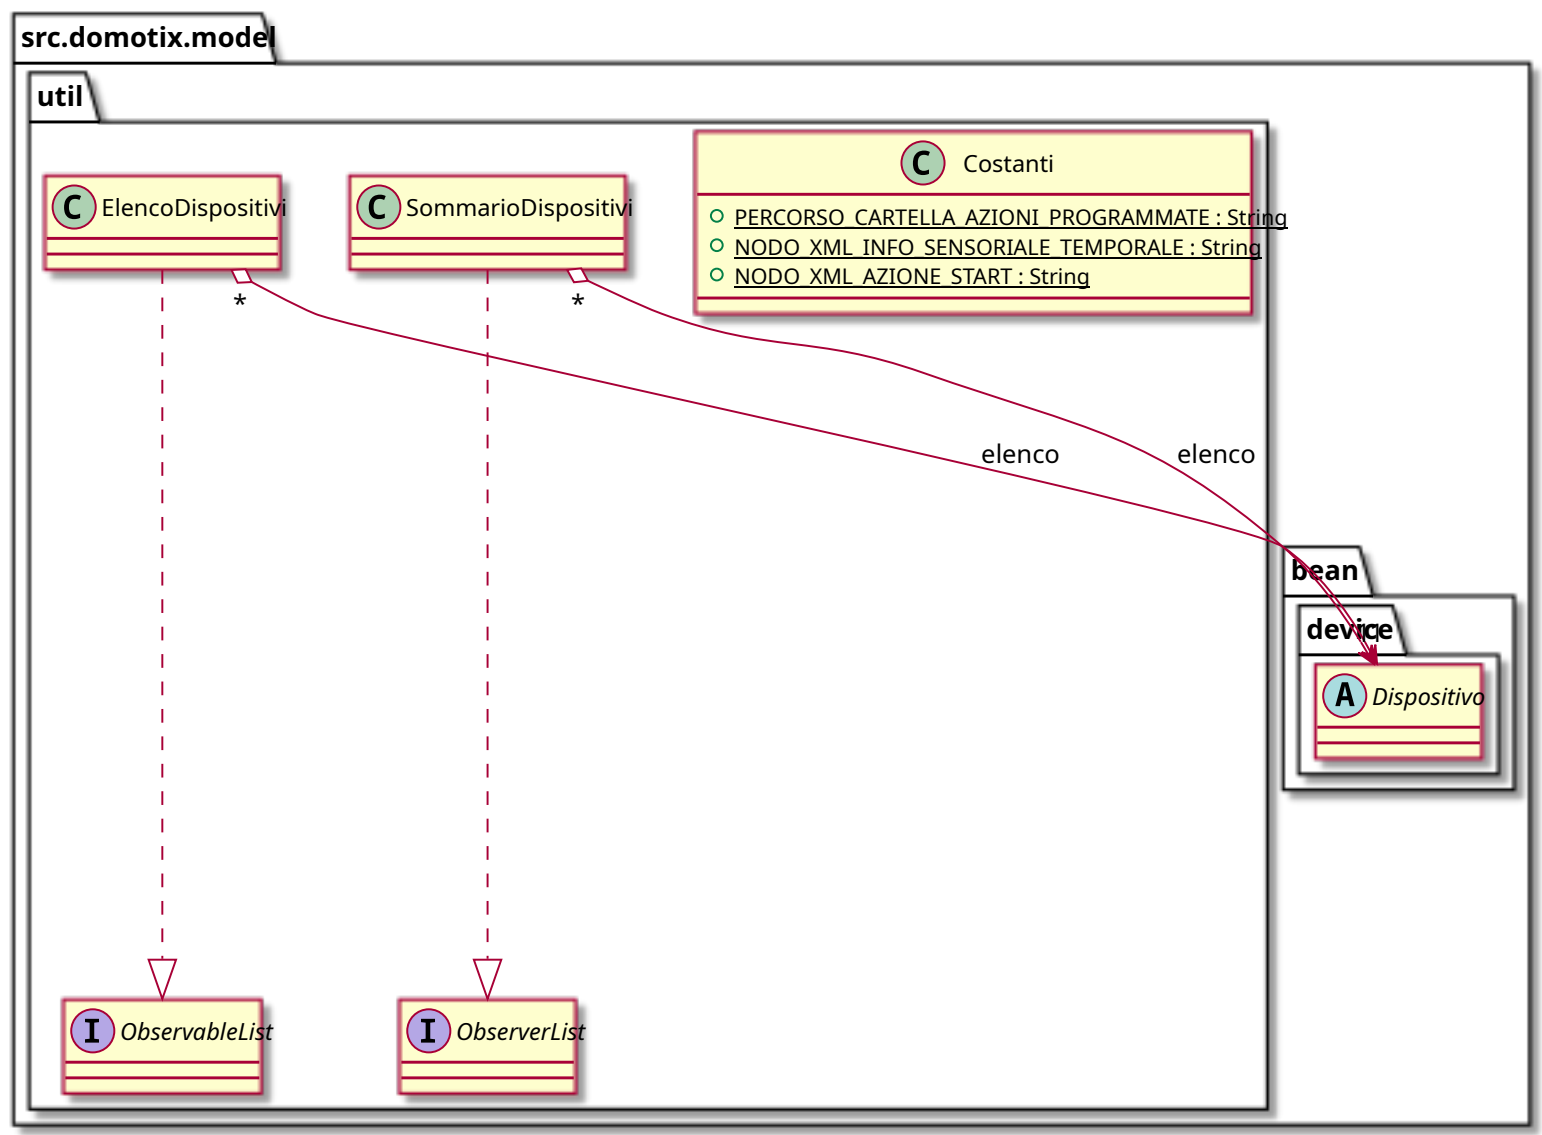 src.domotix.model
util
C ElencoDispositivi
C SommarioDispositivi
C Costanti
PERCORSO_CARTELLA_AZIONI_PROGRAMMATE : String
NODO_XML_INFO_SENSORIALE_TEMPORALE : String
NODO_XML_AZIONE_START : String
*
*
elenco
elenco
bean
device
A Dispositivo
I ObservableList
I ObserverList